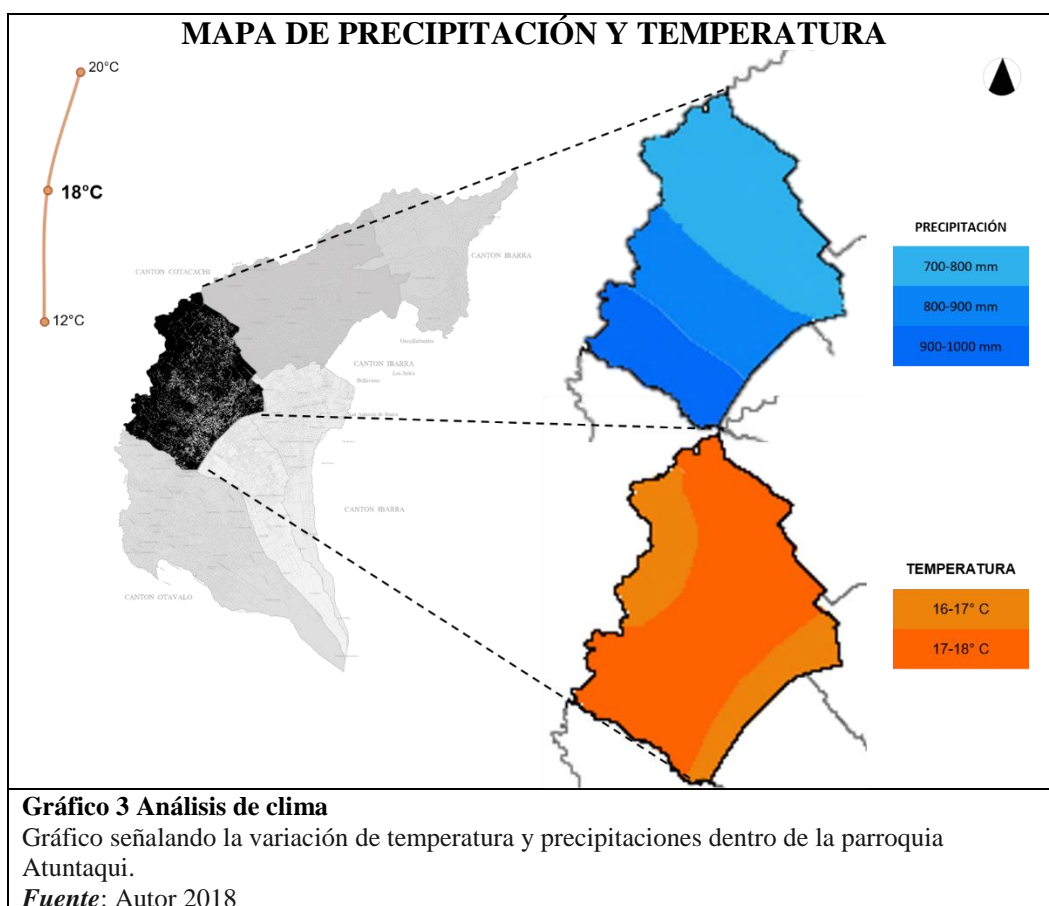 MAPA DE PRECIPITACIÓN Y TEMPERATURA
20°C
18°C
12°C
CANTON COTACACHI
CANTON IBARRA
CANTON IBARRA
CANTON IBARRA
CANTON OTAVALO
PRECIPITACIÓN
700-800 mm
800-900 mm
900-1000 mm
TEMPERATURA
16-17° C
17-18° C
Gráfico 3 Análisis de clima
Gráfico señalando la variación de temperatura y precipitaciones dentro de la parroquia
Atuntaqui.
Fuente: Autor 2018